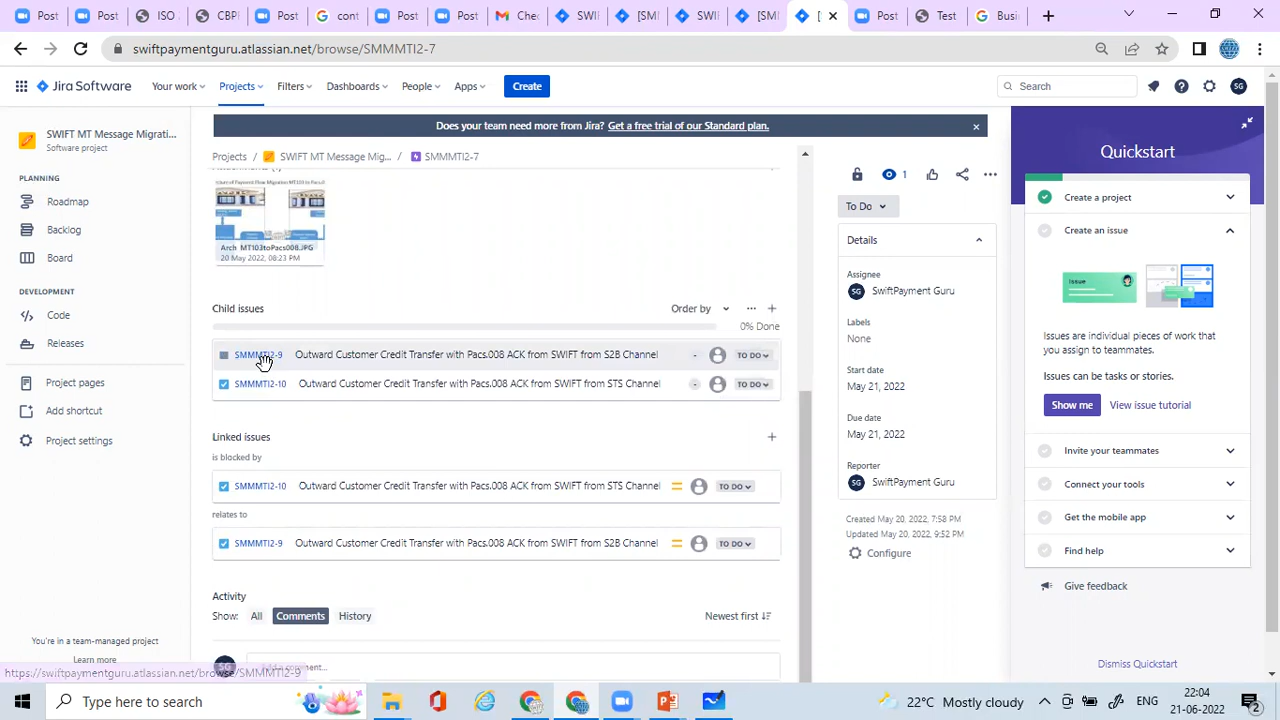 Post
Post
ISO
CBPI
Post
cont
Post
Post
Chec
SWI
[SM
SWI
[SM
[
Post
Test
Busi
swiftpaymentguru.atlassian.net/browse/SMMMTI2-7
Jira Software
Your work
Projects
Filters
Dashboards
People
Apps
Create
Search
SG
SWIFT MT Message Migrati...
Software project
PLANNING
Roadmap
Backlog
Board
DEVELOPMENT
Code
Releases
Project pages
Add shortcut
Project settings
You're in a team-managed project
Learn more
Does your team need more from Jira? Get a free trial of our Standard plan.
Projects / SWIFT MT Message Mig... / SMMMTI2-7
Arch MT103toPacs008.JPG
20 May 2022, 08:23 PM
Child issues
Order by
0% Done
SMMMTI2-9 Outward Customer Credit Transfer with Pacs.008 ACK from SWIFT from S2B Channel - TO DO
SMMMTI2-10 Outward Customer Credit Transfer with Pacs.008 ACK from SWIFT from STS Channel - TO DO
Linked issues
is blocked by
SMMMTI2-10 Outward Customer Credit Transfer with Pacs.008 ACK from SWIFT from STS Channel TO DO
relates to
SMMMTI2-9 Outward Customer Credit Transfer with Pacs.008 ACK from SWIFT from S2B Channel TO DO
Activity
Show: All Comments History
Newest first
SG
Add a comment...
1
To Do
Details
Assignee
SG SwiftPayment Guru
Labels
None
Start date
May 21, 2022
Due date
May 21, 2022
Reporter
SG SwiftPayment Guru
Created May 20, 2022, 7:58 PM
Updated May 20, 2022, 9:52 PM
Configure
Quickstart
Create a project
Create an issue
Issue
Issues are individual pieces of work that
you assign to teammates.
Issues can be tasks or stories.
Show me
View issue tutorial
Invite your teammates
Connect your tools
Get the mobile app
Find help
Give feedback
Dismiss Quickstart
https://swiftpaymentguru.atlassian.net/browse/SMMMTI2-9
Type here to search
22°C Mostly cloudy
ENG
22:04
21-06-2022
2